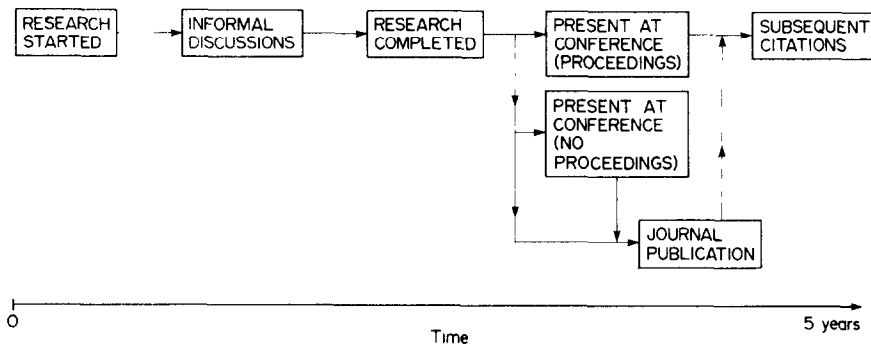 RESEARCH
STARTED
INFORMAL
DISCUSSIONS
RESEARCH
COMPLETED
PRESENT AT
CONFERENCE
(PROCEEDINGS)
SUBSEQUENT
CITATIONS
PRESENT AT
CONFERENCE
(NO
PROCEEDINGS)
JOURNAL
PUBLICATION
0
Time
5 years